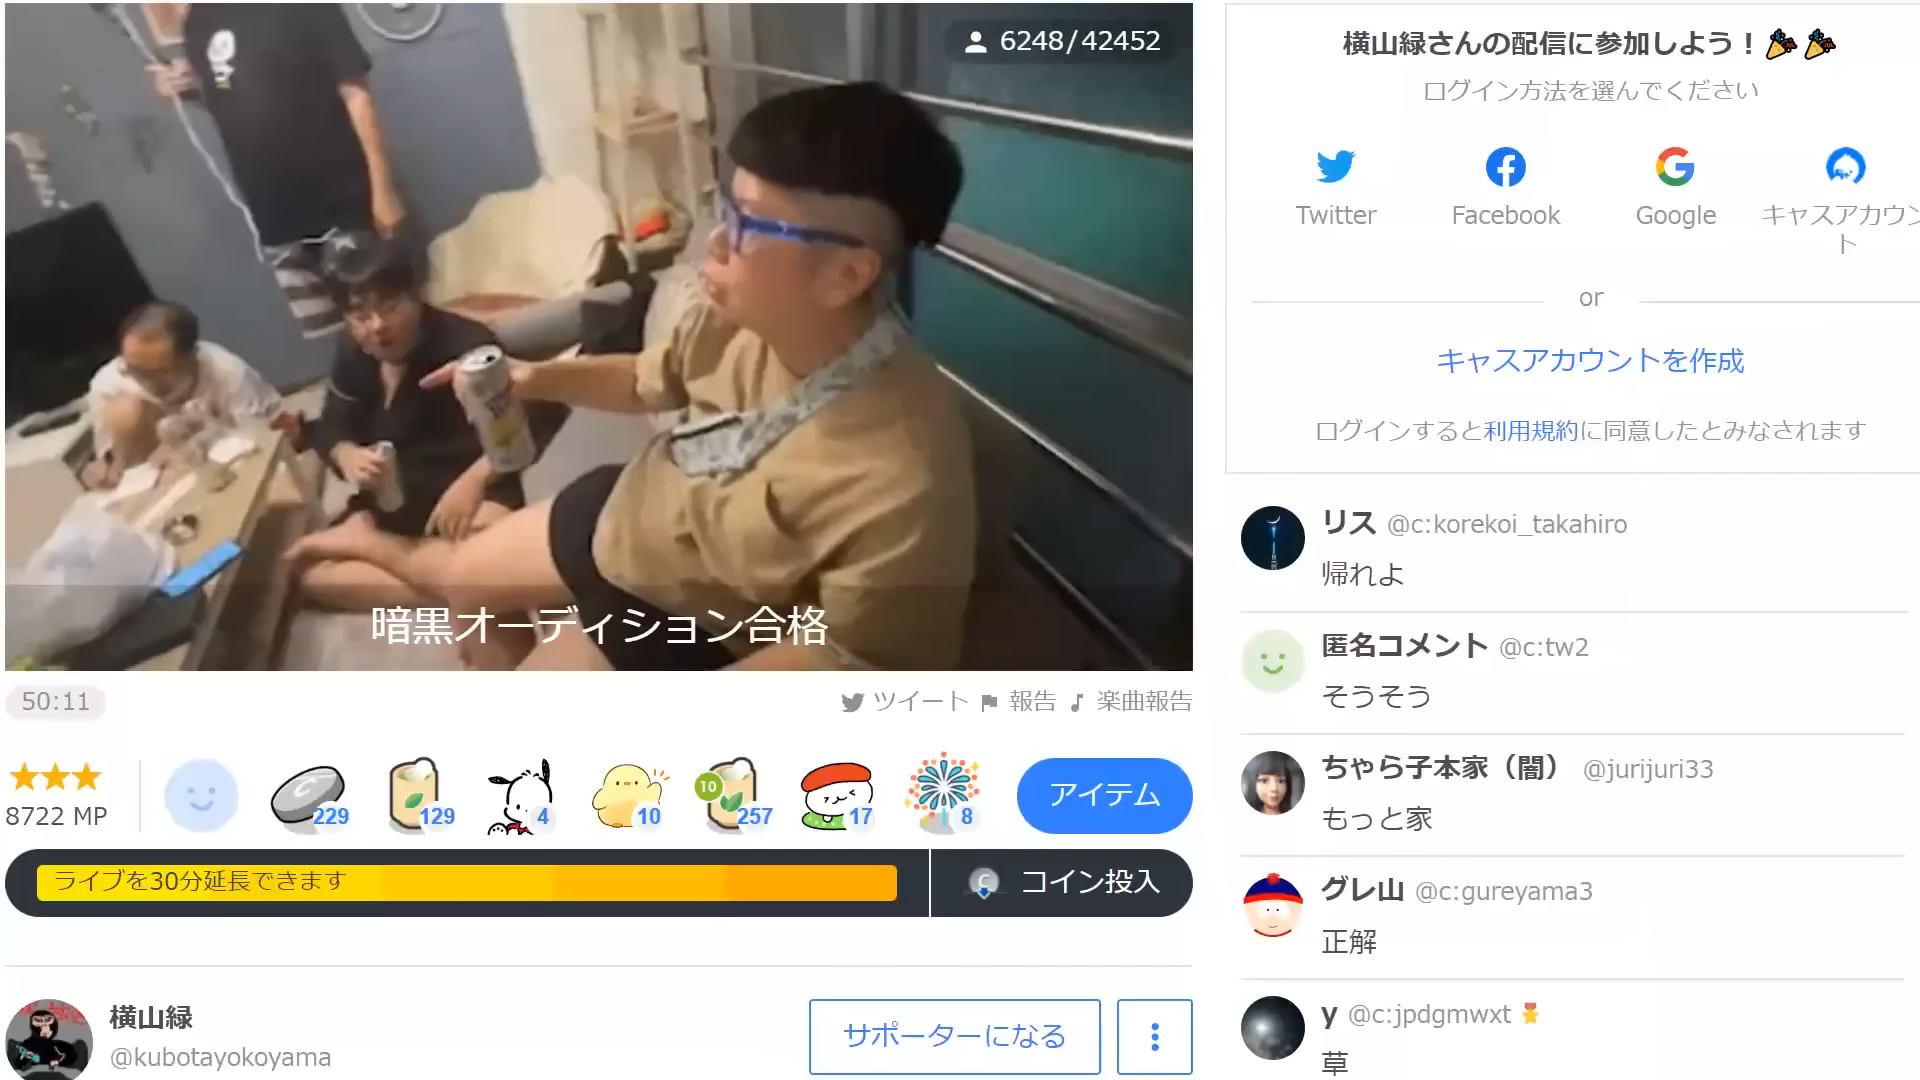 6248/42452
暗黒オーディション合格
50:11
ツイート 報告 楽曲報告
8722 MP
229
129
4
10
10
257
17
8
アイテム
ライブを30分延長できます
コイン投入
横山緑
@kubotayokoyama
サポーターになる
横山緑さんの配信に参加しよう！
ログイン方法を選んでください
Twitter
Facebook
Google
キャスアカウン
ト
or
キャスアカウントを作成
ログインすると利用規約に同意したとみなされます
リス @c:korekoi_takahiro
帰れよ
匿名コメント @c:tw2
そうそう
ちゃら子本家（闇） @jurijuri33
もっと家
グレ山 @c:gureyama3
正解
y @c:jpdgmwxt
草